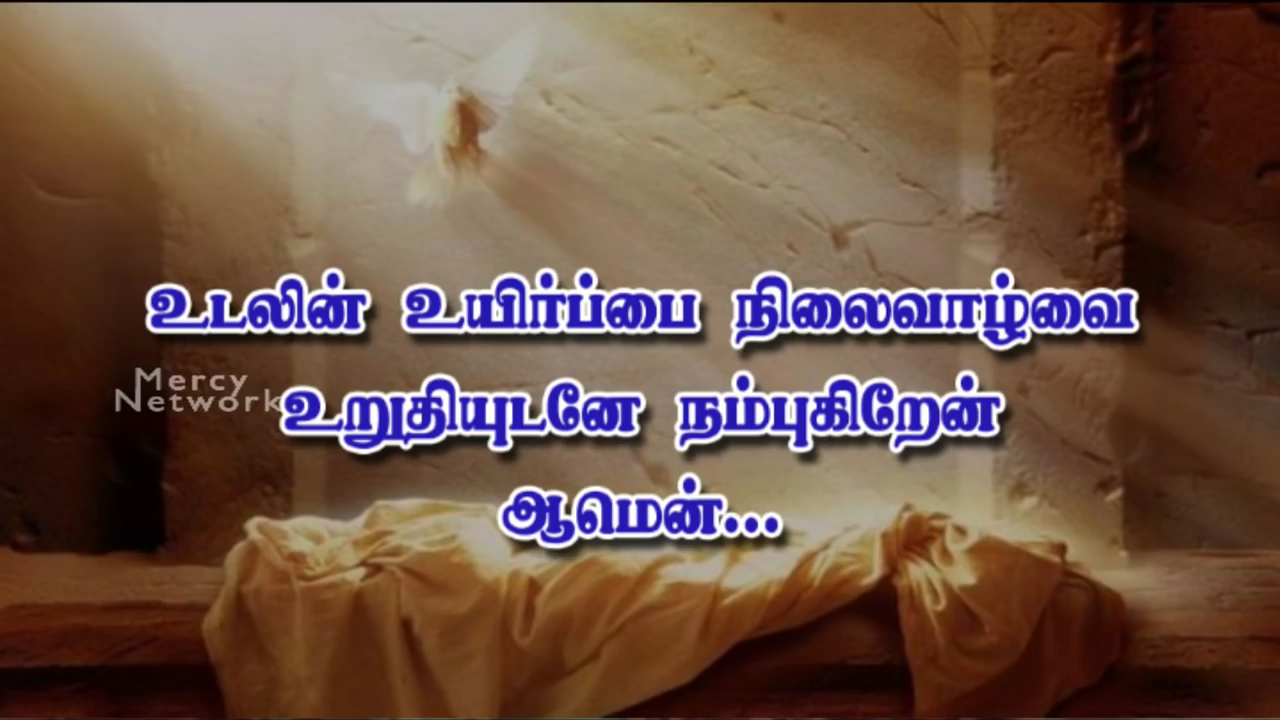 உடலின் உயிர்ப்பை நிலைவாழ்வை
Mercy
Network
உறுதியுடனே நம்புகிறேன்
ஆமென்...